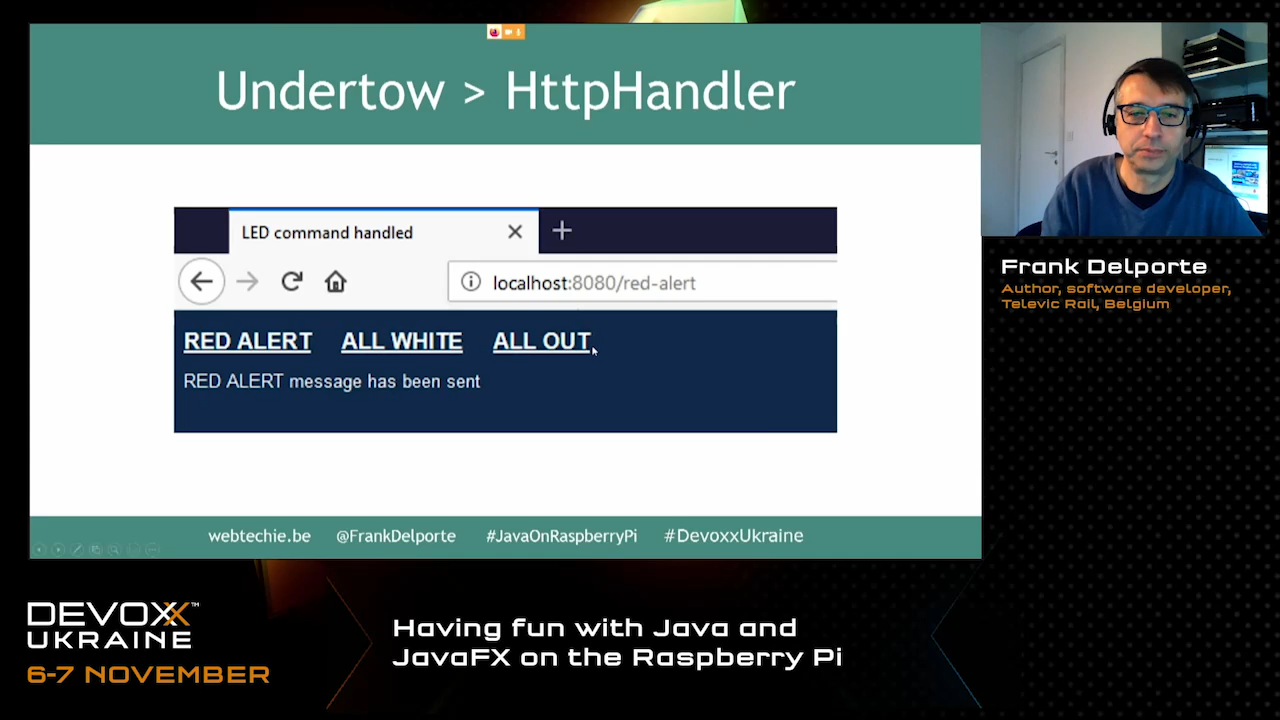 Undertow > HttpHandler
LED command handled
localhost:8080/red-alert
RED ALERT ALL WHITE ALL OUT
RED ALERT message has been sent
webtechie.be @FrankDelporte #JavaOnRaspberryPi #DevoxxUkraine
Frank Delporte
Author, software developer,
Televic Rail, Belgium
DEVOXX™
UKRAINE
6-7 NOVEMBER
Having fun with Java and
JavaFX on the Raspberry Pi